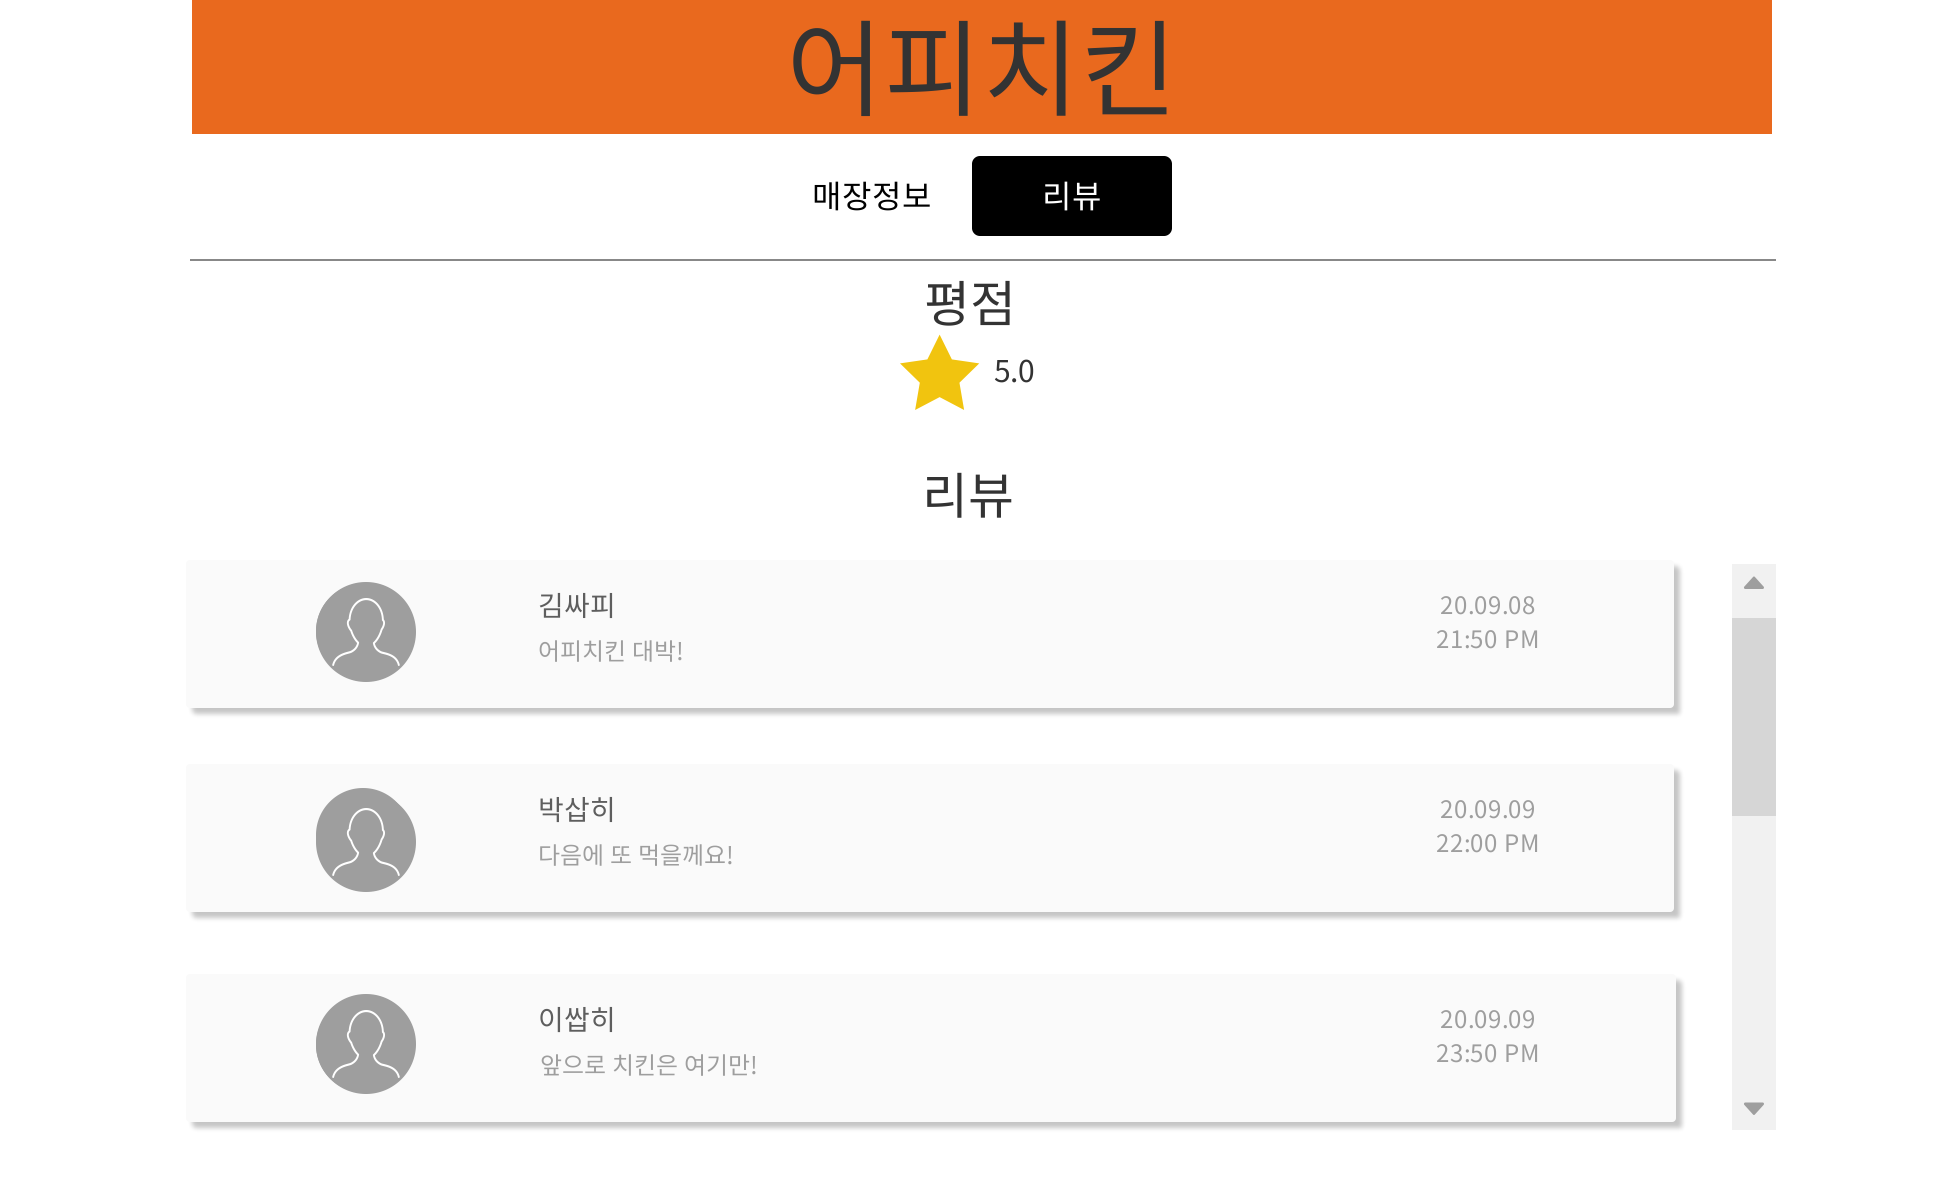 어피치킨
매장정보
리뷰
평점
5.0
리뷰
김싸피
어피치킨 대박!
20.09.08
21:50 PM
박삽히
다음에 또 먹을께요!
20.09.09
22:00 PM
이쌉히
앞으로 치킨은 여기만!
20.09.09
23:50 PM